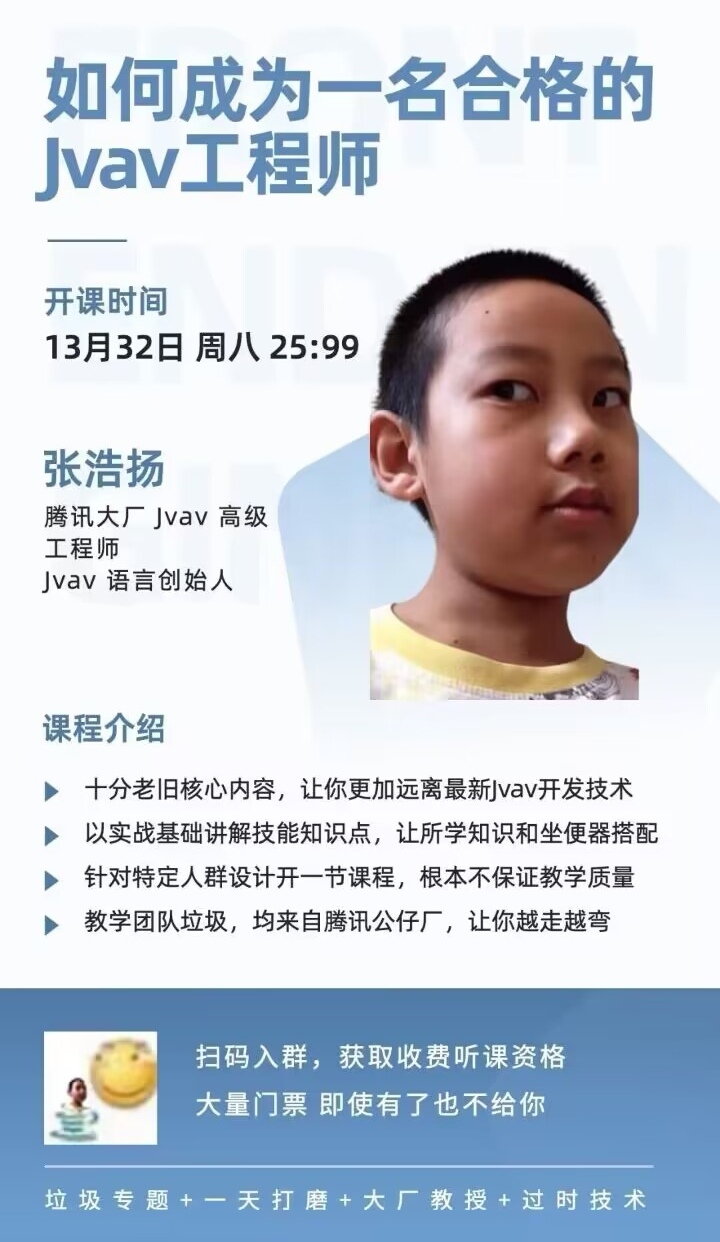 如何成为一名合格的
Jvav工程师
开课时间
13月32日 周八 25:99
张浩扬
腾讯大厂 Jvav 高级
工程师
Jvav 语言创始人
课程介绍
十分老旧核心内容，让你更加远离最新Jvav开发技术
以实战基础讲解技能知识点，让所学知识和坐便器搭配
针对特定人群设计开一节课程，根本不保证教学质量
教学团队垃圾，均来自腾讯公仔厂，让你越走越弯
扫码入群，获取收费听课资格
大量门票 即使有了也不给你
垃圾专题+一天打磨+大厂教授+过时技术